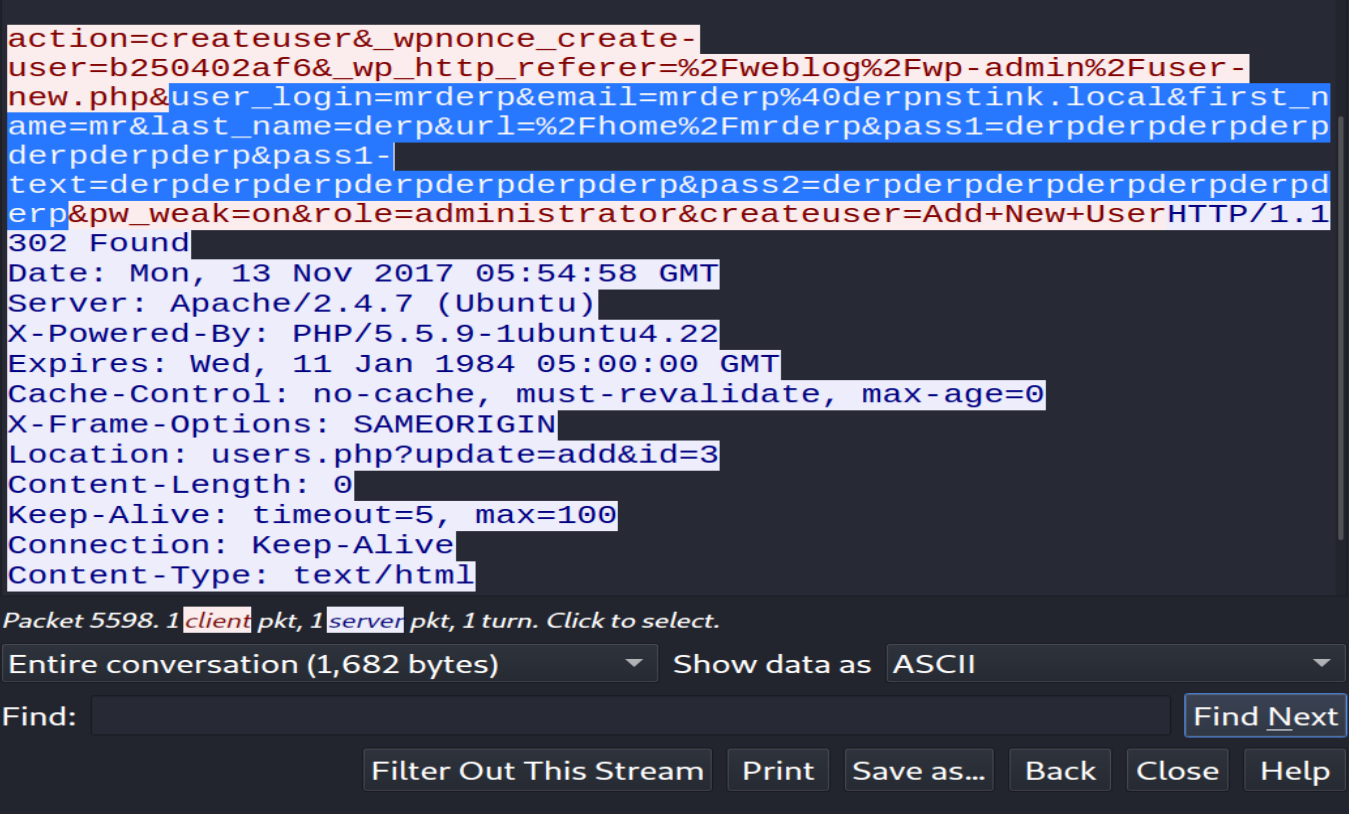 action=createuser&_wpnonce_create-
user=b250402af6&_wp_http_referer=%2Fweblog%2Fwp-admin%2Fuser-
new.php&user_login=mrderp&email=mrderp%40derpnstink.local&first_n
ame=mr&last_name=derp&url=%2Fhome%2Fmrderp&pass1=derpderpderpderp
derpderpderp&pass1-
text=derpderpderpderpderpderpderp&pass2=derpderpderpderpderpderpd
erp&pw_weak=on&role=administrator&createuser=Add+New+UserHTTP/1.1
302 Found
Date: Mon, 13 Nov 2017 05:54:58 GMT
Server: Apache/2.4.7 (Ubuntu)
X-Powered-By: PHP/5.5.9-1ubuntu4.22
Expires: Wed, 11 Jan 1984 05:00:00 GMT
Cache-Control: no-cache, must-revalidate, max-age=0
X-Frame-Options: SAMEORIGIN
Location: users.php?update=add&id=3
Content-Length: 0
Keep-Alive: timeout=5, max=100
Connection: Keep-Alive
Content-Type: text/html
Packet 5598. 1 client pkt, 1 server pkt, 1 turn. Click to select.
Entire conversation (1,682 bytes) Show data as ASCII
Find: Find Next
Filter Out This Stream Print Save as... Back Close Help